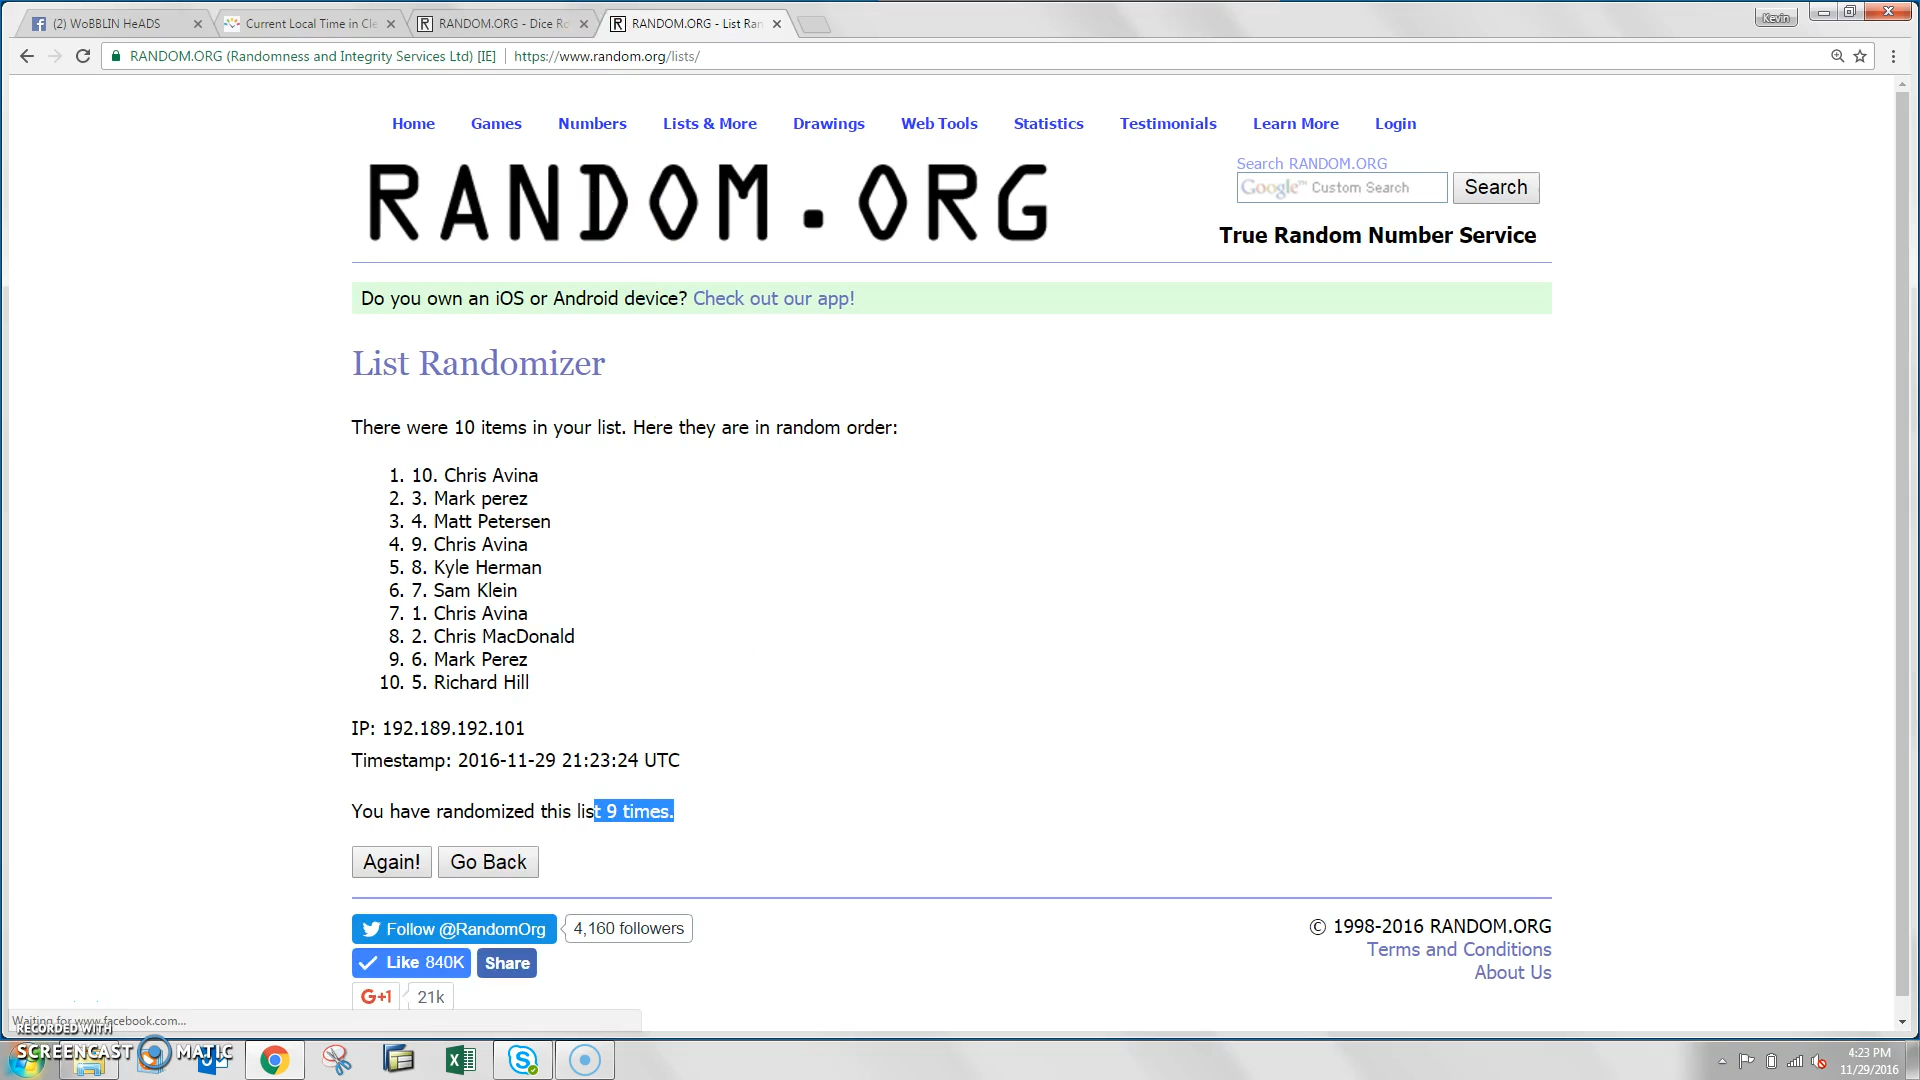 (2) WoBBLIN HeADS
Current Local Time in Cle
RANDOM.ORG - Dice Ro
RANDOM.ORG - List Ran
Kevin
RANDOM.ORG (Randomness and Integrity Services Ltd) [IE]
https://www.random.org/lists/
Home Games Numbers Lists & More Drawings Web Tools Statistics Testimonials Learn More Login
RANDOM.ORG
Search RANDOM.ORG
Google™ Custom Search
Search
True Random Number Service
Do you own an iOS or Android device? Check out our app!
List Randomizer
There were 10 items in your list. Here they are in random order:
1. 10. Chris Avina
2. 3. Mark perez
3. 4. Matt Petersen
4. 9. Chris Avina
5. 8. Kyle Herman
6. 7. Sam Klein
7. 1. Chris Avina
8. 2. Chris MacDonald
9. 6. Mark Perez
10. 5. Richard Hill
IP: 192.189.192.101
Timestamp: 2016-11-29 21:23:24 UTC
You have randomized this list 9 times.
Again! Go Back
Follow @RandomOrg 4,160 followers
Like 840K Share
G+1 21k
© 1998-2016 RANDOM.ORG
Terms and Conditions
About Us
Waiting for www.facebook.com...
RECORDED WITH
SCREENCAST MATIC
4:23 PM
11/29/2016